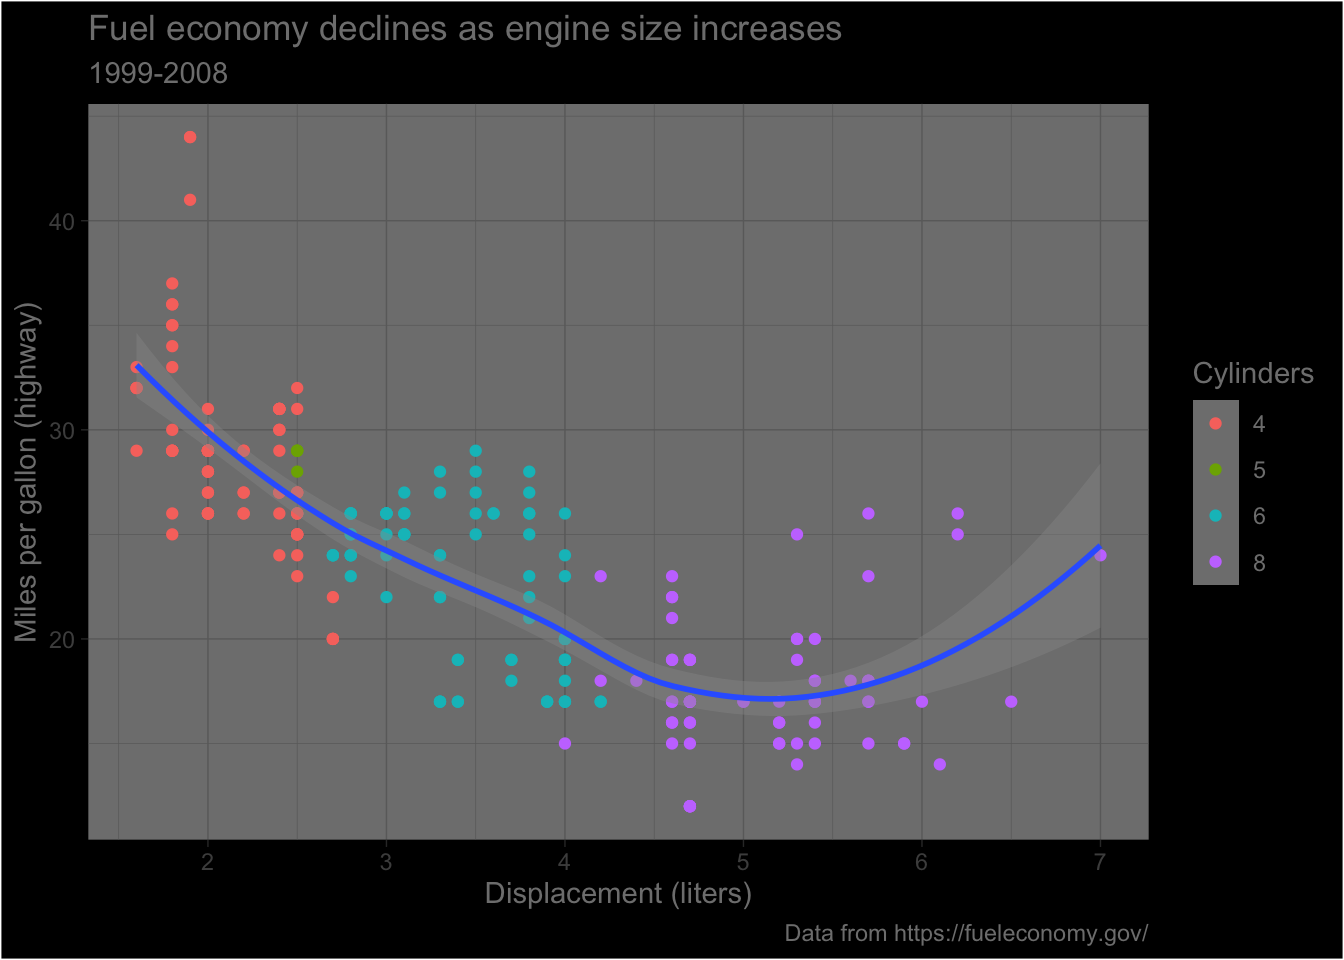 Fuel economy declines as engine size increases
1999-2008
Miles per gallon (highway)
40
30
20
2 3 4 5 6 7
Displacement (liters)
Cylinders
4
5
6
8
Data from https://fueleconomy.gov/